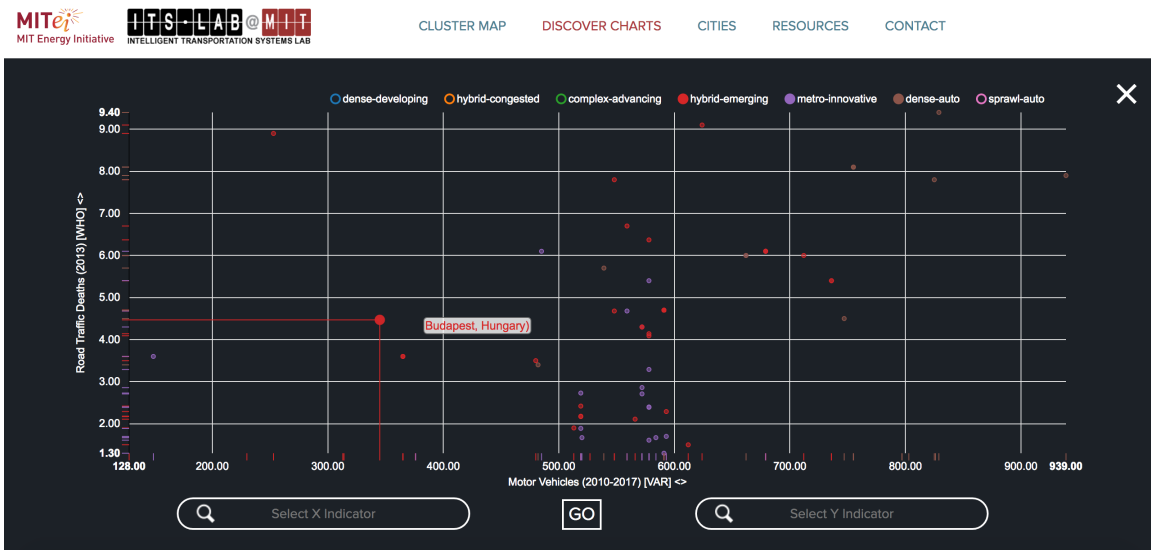 MITei
MIT Energy Initiative
ITS-LAB@MIT
INTELLIGENT TRANSPORTATION SYSTEMS LAB
CLUSTER MAP
DISCOVER CHARTS
CITIES
RESOURCES
CONTACT
dense-developing
hybrid-congested
complex-advancing
hybrid-emerging
metro-innovative
dense-auto
sprawl-auto
9.40
9.00
8.00
7.00
6.00
5.00
4.00
3.00
2.00
1.30
Road Traffic Deaths (2013) [WHO] <>
Budapest, Hungary)
128.00
200.00
300.00
400.00
500.00
600.00
700.00
800.00
900.00
939.00
Motor Vehicles (2010-2017) [VAR] <>
Select X Indicator
GO
Select Y Indicator